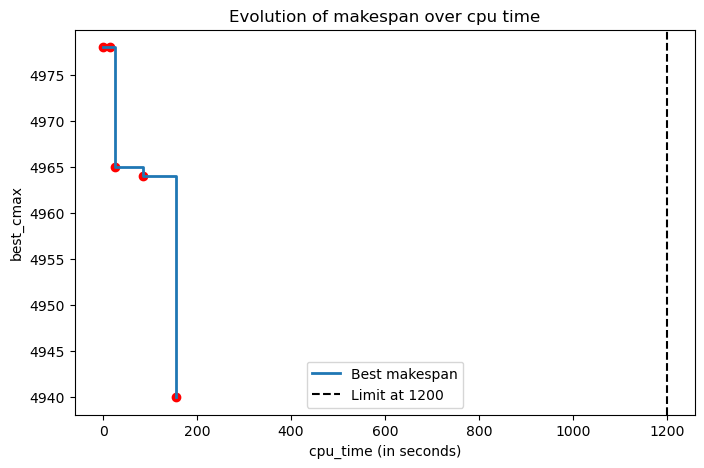 Evolution of makespan over cpu time
best_cmax
4975
4970
4965
4960
4955
4950
4945
4940
Best makespan
Limit at 1200
0 200 400 600 800 1000 1200
cpu_time (in seconds)